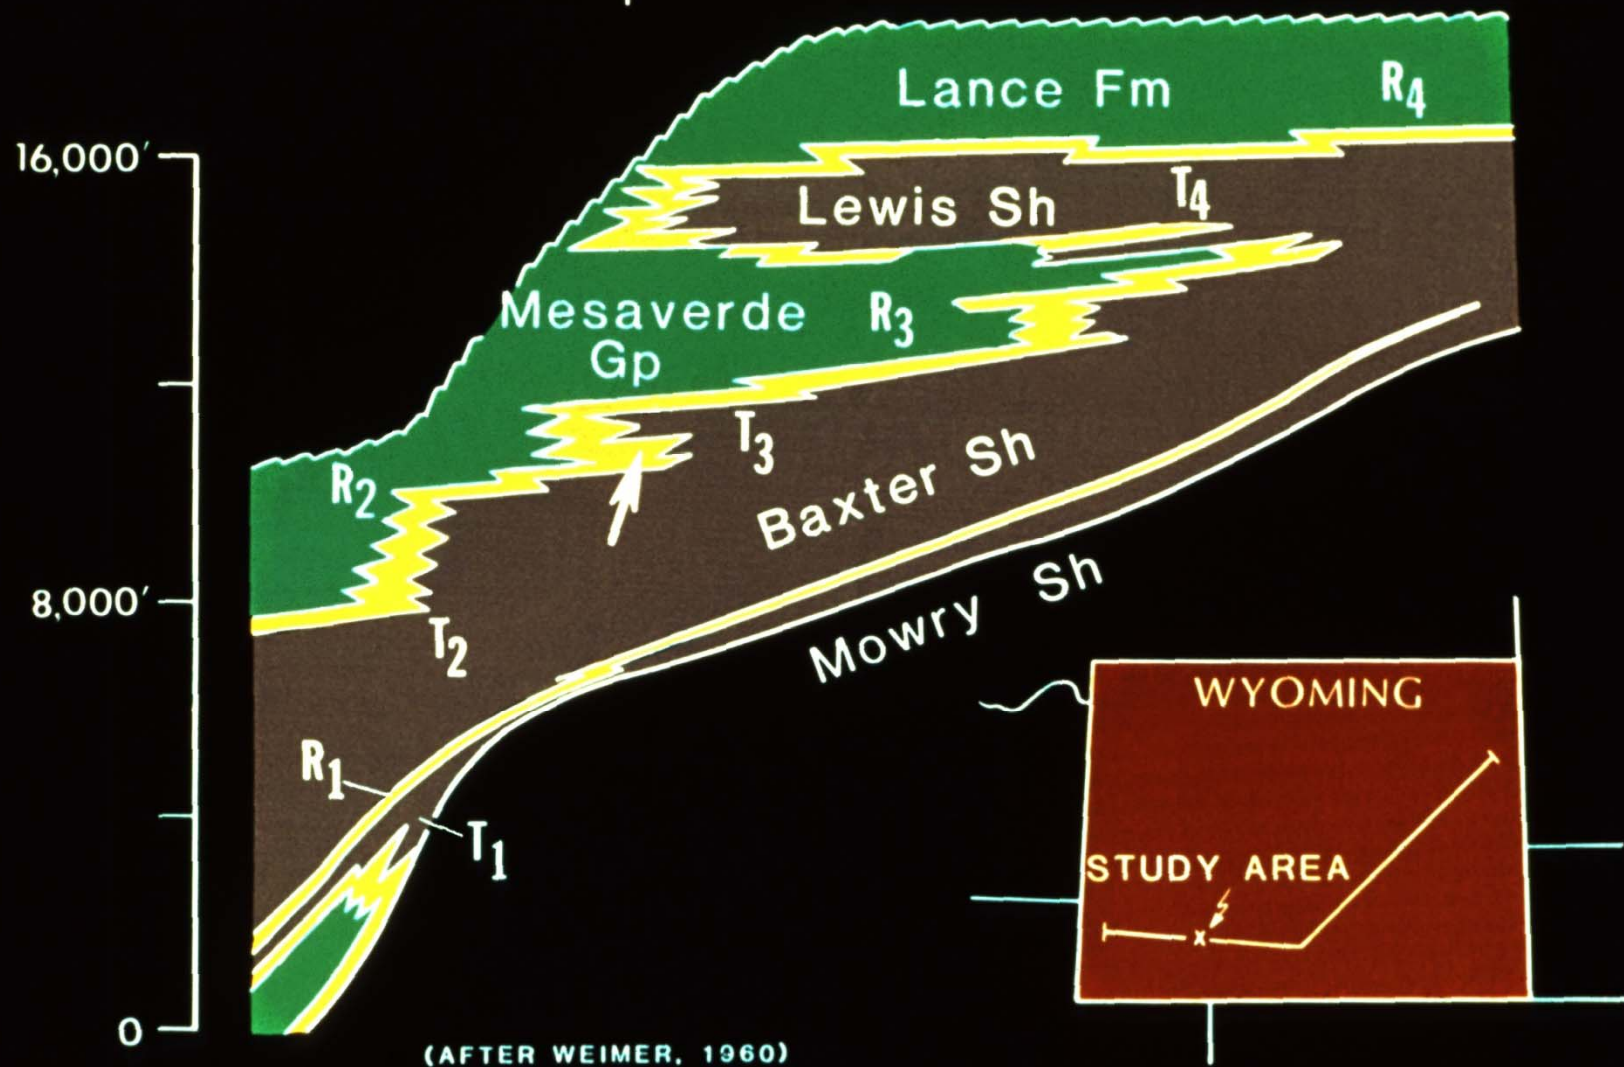 Lance Fm
R4
16,000'
T4
Lewis Sh
Mesaverde
Gp
R3
T3
R2
Baxter Sh
8,000'
T2
Mowry Sh
WYOMING
R1
T1
STUDY AREA
x
0
(AFTER WEIMER, 1960)